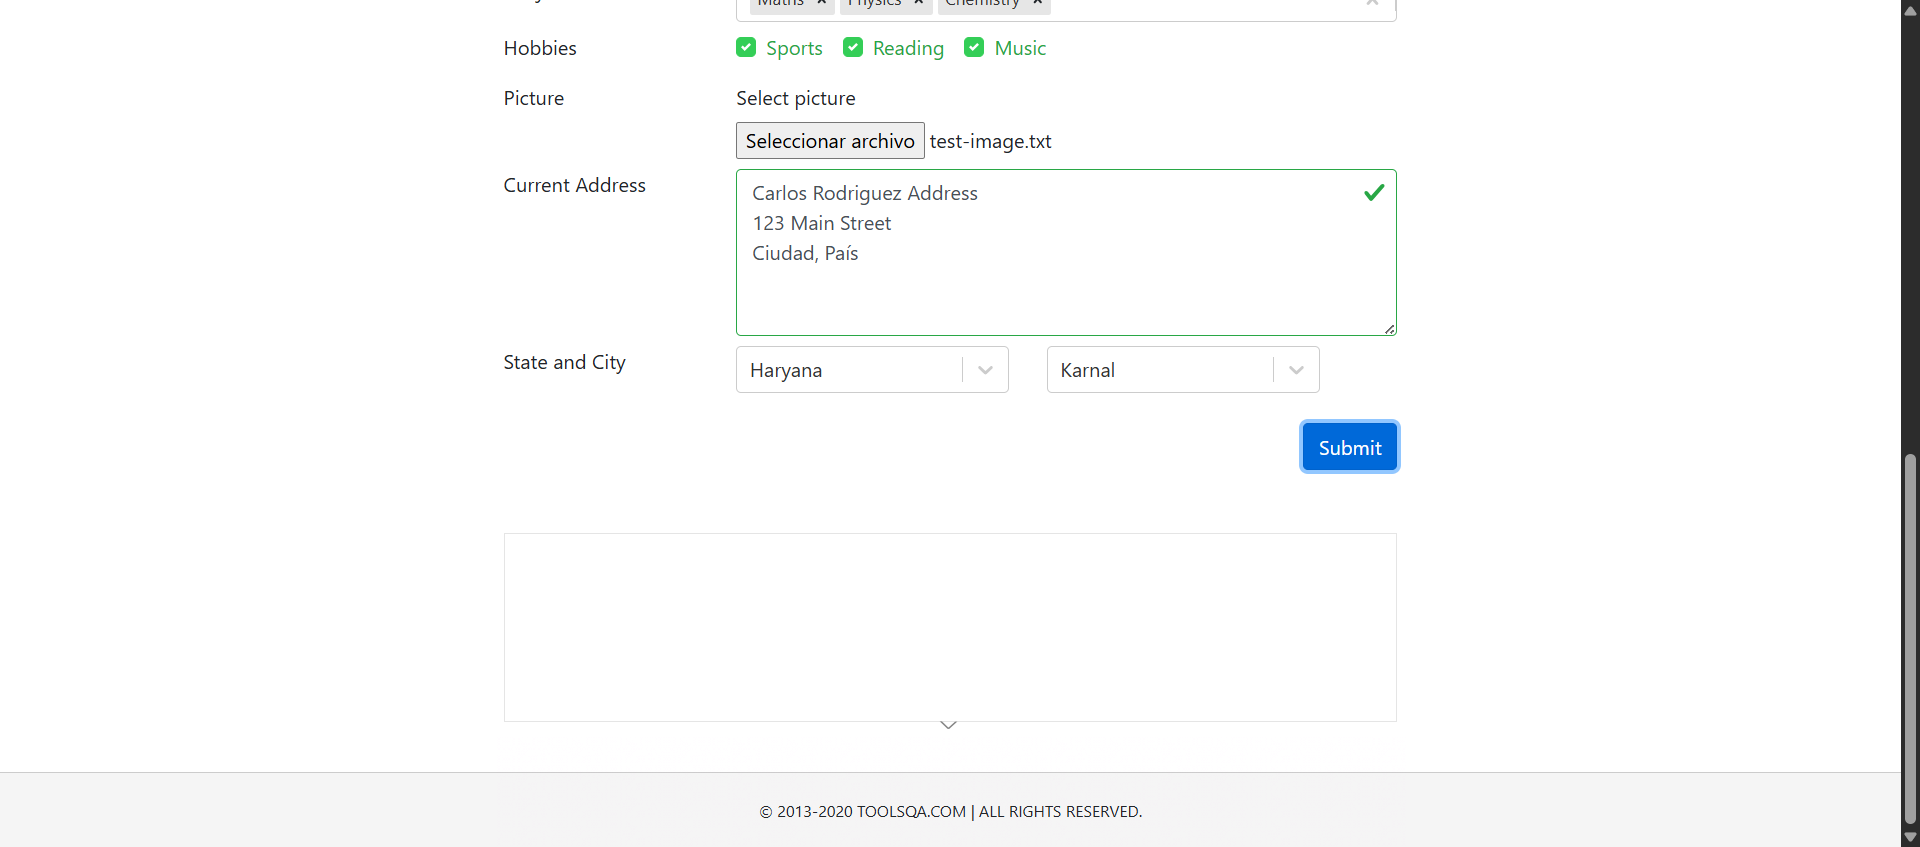 Maths Physics Chemistry
Hobbies Sports Reading Music
Picture Select picture
Seleccionar archivo test-image.txt
Current Address Carlos Rodriguez Address
123 Main Street
Ciudad, País
State and City Haryana Karnal
Submit
© 2013-2020 TOOLSQA.COM | ALL RIGHTS RESERVED.